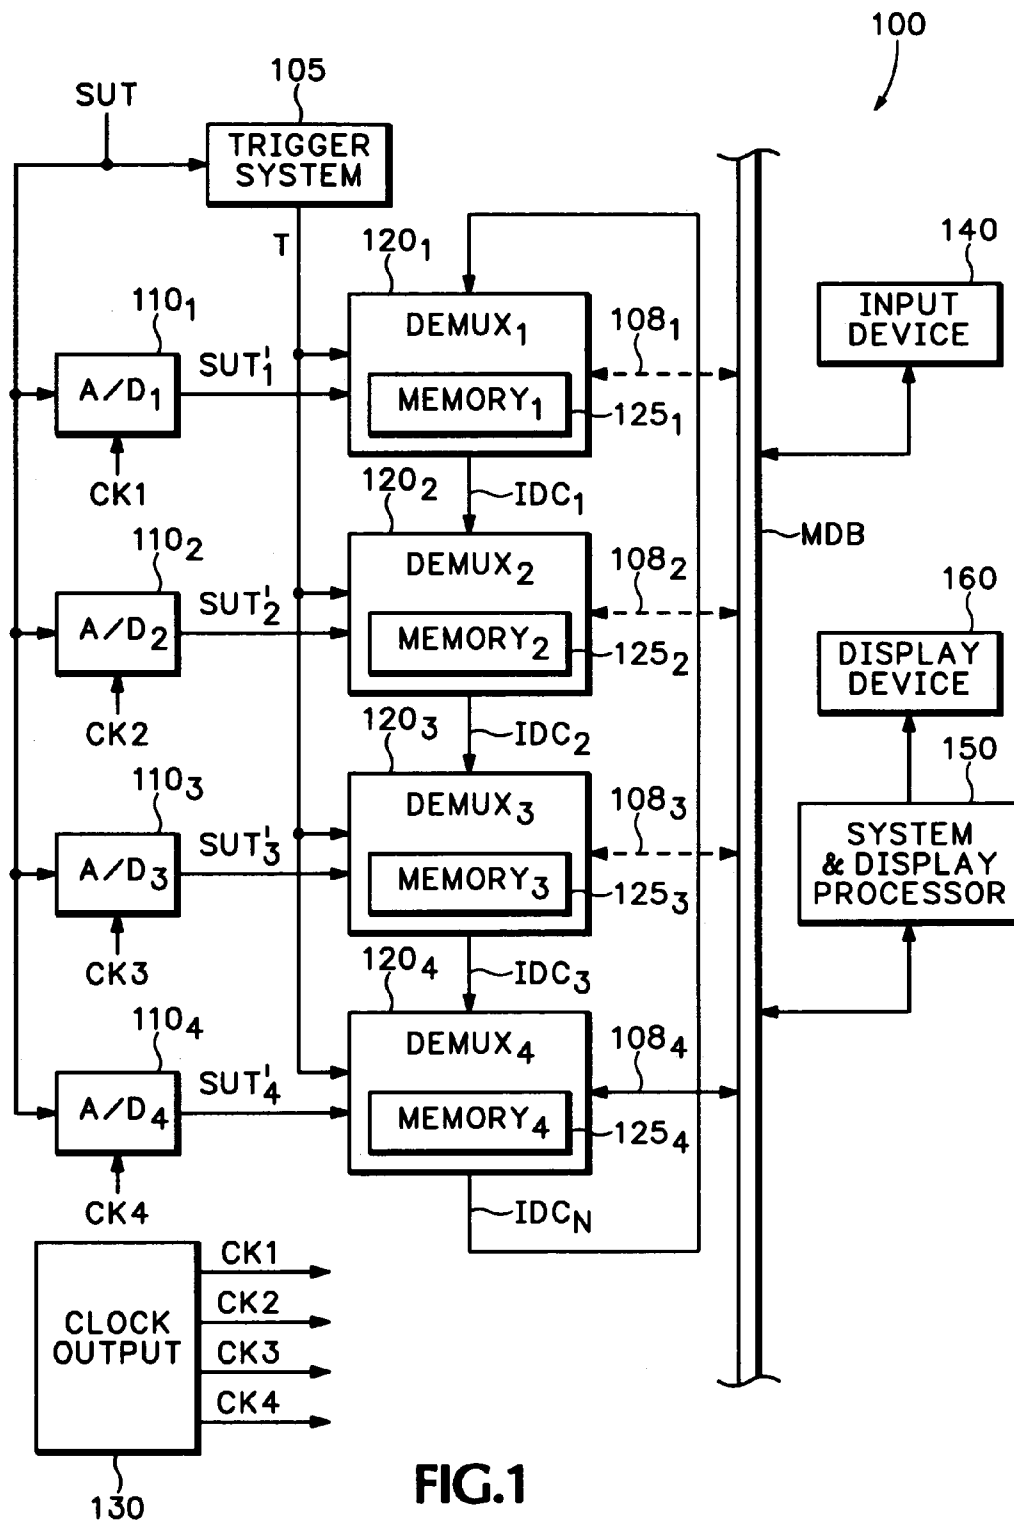 100
105
SUT
TRIGGER
SYSTEM
T
120₁
140
110₁
DEMUX₁
108₁
INPUT
DEVICE
SUT'₁
A/D₁
MEMORY₁
125₁
CK1
120₂
IDC₁
MDB
110₂
DEMUX₂
108₂
160
SUT'₂
A/D₂
MEMORY₂
125₂
DISPLAY
DEVICE
CK2
120₃
IDC₂
150
110₃
DEMUX₃
108₃
SYSTEM
& DISPLAY
PROCESSOR
SUT'₃
A/D₃
MEMORY₃
125₃
CK3
120₄
IDC₃
110₄
DEMUX₄
108₄
SUT'₄
A/D₄
MEMORY₄
125₄
CK4
IDC_N
CLOCK
OUTPUT
CK1
CK2
CK3
CK4
130
FIG.1